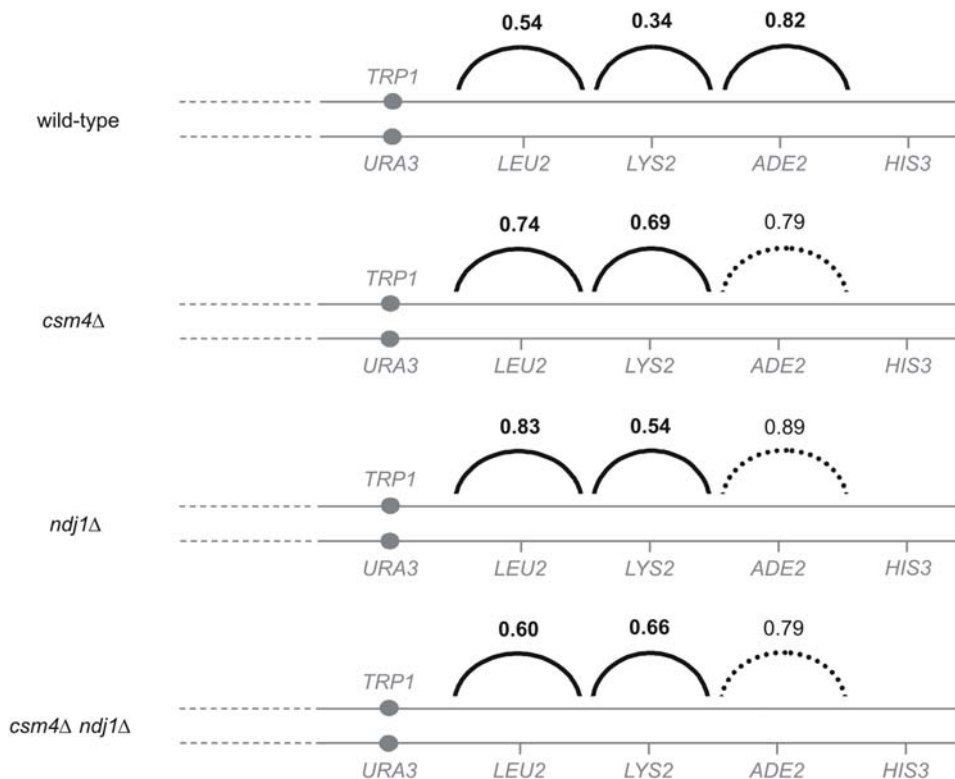 0.54 0.34 0.82
TRP1
wild-type
URA3 LEU2 LYS2 ADE2 HIS3
0.74 0.69 0.79
TRP1
csm4Δ
URA3 LEU2 LYS2 ADE2 HIS3
0.83 0.54 0.89
TRP1
ndj1Δ
URA3 LEU2 LYS2 ADE2 HIS3
0.60 0.66 0.79
TRP1
csm4Δ ndj1Δ
URA3 LEU2 LYS2 ADE2 HIS3